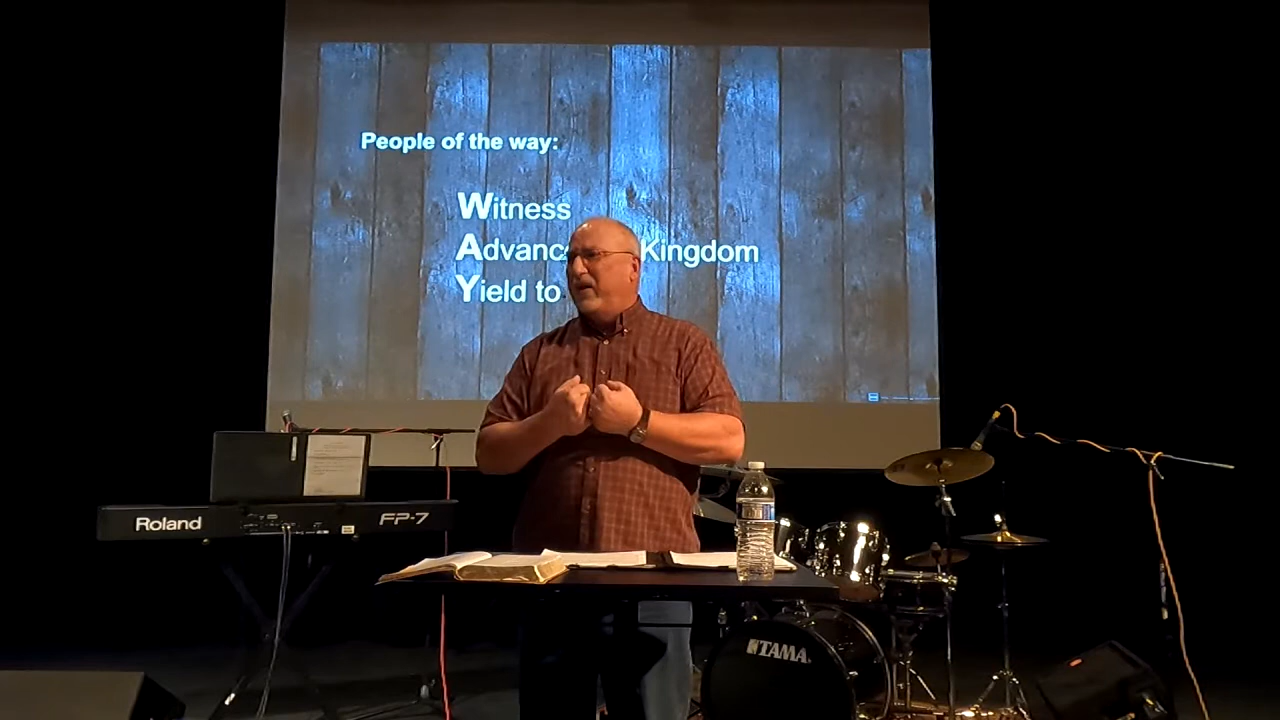 People of the way:
Witness
Advanc Kingdom
Yield to
Roland
FP-7
TAMA